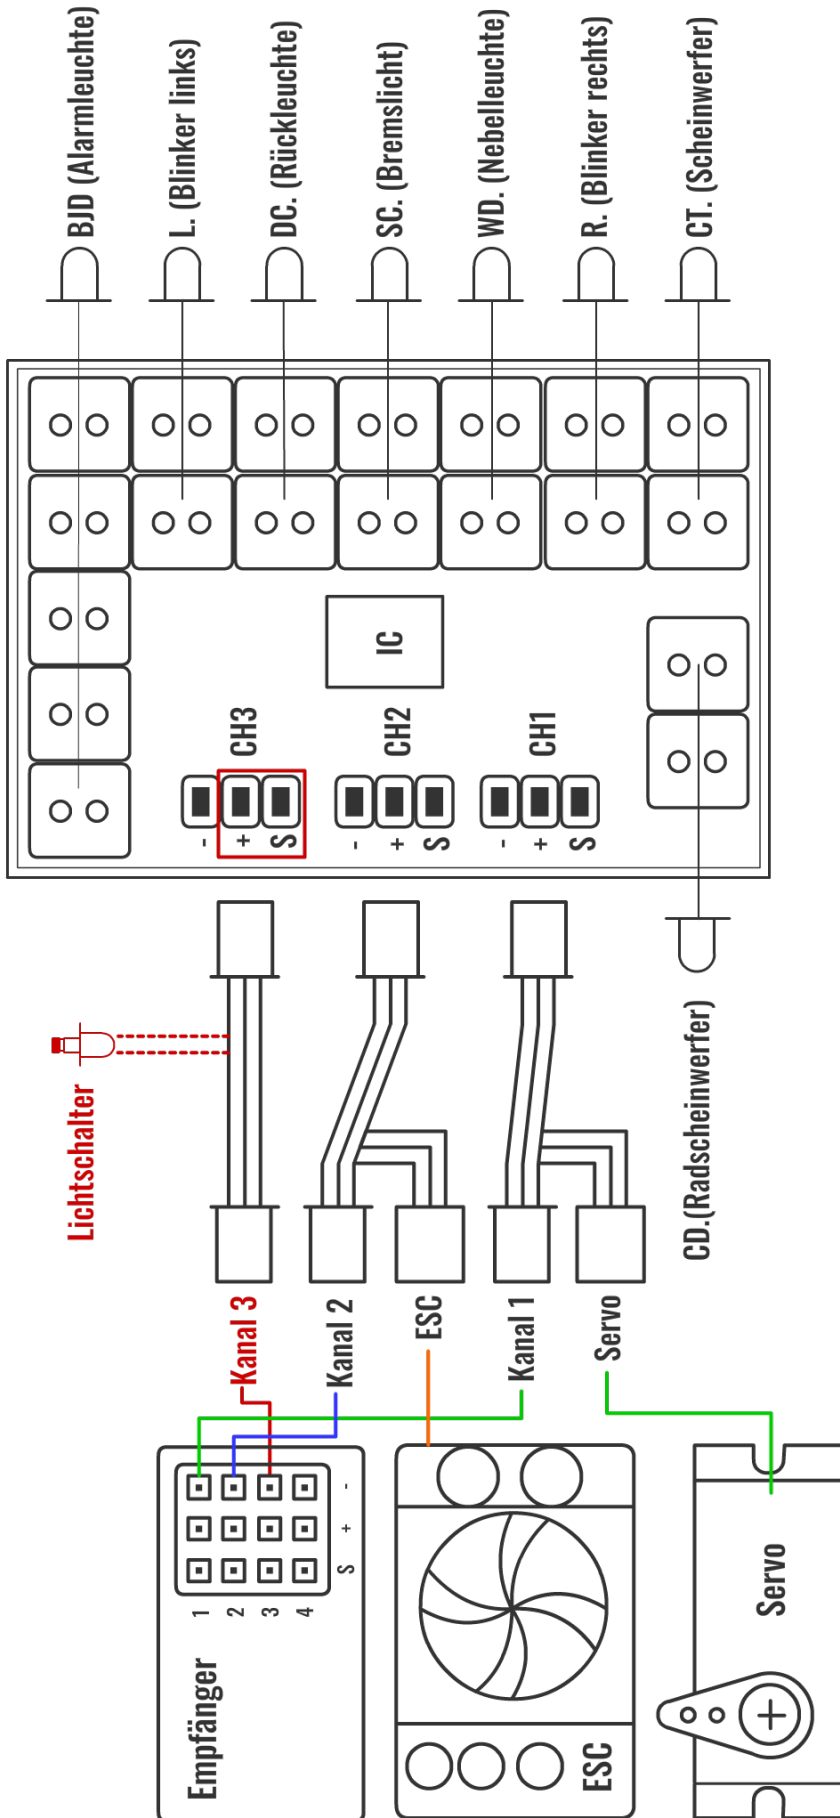 BJD (Alarmleuchte)
L. (Blinker links)
DC. (Rückleuchte)
SC. (Bremslicht)
WD. (Nebelleuchte)
R. (Blinker rechts)
CT. (Scheinwerfer)
IC
CH3
- + S
CH2
- + S
CH1
- + S
Lichtschalter
CD.(Radscheinwerfer)
Kanal 3
Kanal 2
ESC
Kanal 1
Servo
Empfänger
1
2
3
4
S + -
ESC
Servo